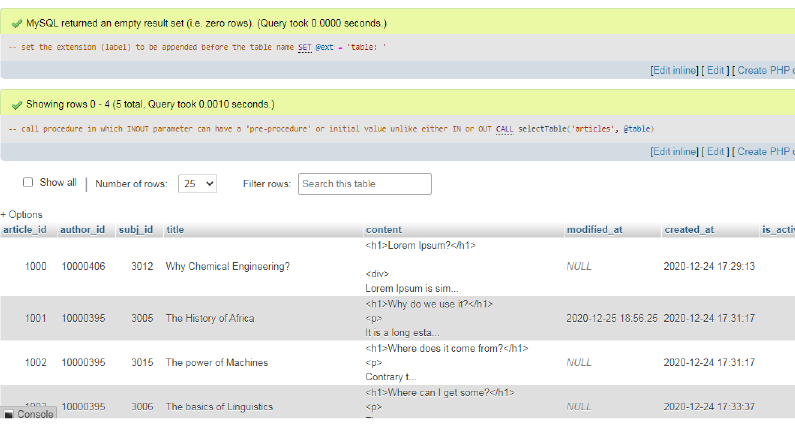 MySQL returned an empty result set (i.e. zero rows). (Query took 0.0000 seconds.)
-- set the extension (label) to be appended before the table name SET @ext = 'table: '
[Edit inline] [ Edit ] [ Create PHP
Showing rows 0 - 4 (5 total, Query took 0.0010 seconds.)
-- call procedure in which INOUT parameter can have a 'pre-procedure' or initial value unlike either IN or OUT CALL selectTable('articles', @table)
[Edit inline] [ Edit ] [ Create PHP
Show all | Number of rows: 25 Filter rows: Search this table
+ Options
article_id author_id subj_id title content modified_at created_at is_activ
<h1>Lorem Ipsum?</h1>
1000 10000406 3012 Why Chemical Engineering? NULL 2020-12-24 17:29:13
<div>
Lorem Ipsum is sim...
<h1>Why do we use it?</h1>
1001 10000395 3005 The History of Africa <p> 2020-12-25 18:56:25 2020-12-24 17:31:17
It is a long esta...
<h1>Where does it come from?</h1>
1002 10000395 3015 The power of Machines <p> NULL 2020-12-24 17:31:17
Contrary t...
<h1>Where can I get some?</h1>
1003 10000395 3006 The basics of Linguistics <p> NULL 2020-12-24 17:33:37
Console